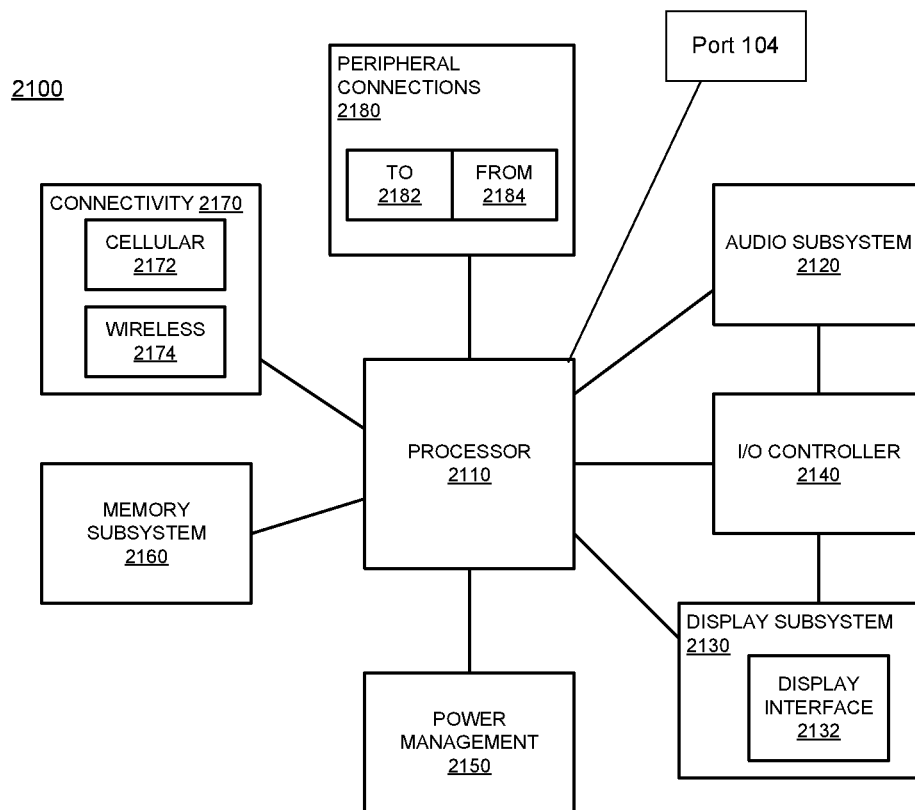 Port 104
2100
PERIPHERAL
CONNECTIONS
2180
TO
2182
FROM
2184
CONNECTIVITY 2170
CELLULAR
2172
WIRELESS
2174
AUDIO SUBSYSTEM
2120
PROCESSOR
2110
I/O CONTROLLER
2140
MEMORY
SUBSYSTEM
2160
DISPLAY SUBSYSTEM
2130
DISPLAY
INTERFACE
2132
POWER
MANAGEMENT
2150